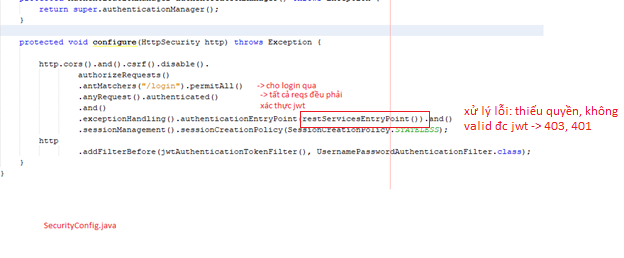 return super.authenticationManager();
}
protected void configure(HttpSecurity http) throws Exception {
http.cors().and().csrf().disable().
authorizeRequests()
.antMatchers("/login").permitAll() -> cho login qua
.anyRequest().authenticated() -> tất cả reqs đều phải
.and() xác thực jwt
.exceptionHandling().authenticationEntryPoint(restServicesEntryPoint()).and()
.sessionManagement().sessionCreationPolicy(SessionCreationPolicy.STATELESS);
xử lý lỗi: thiếu quyền, không
valid đc jwt -> 403, 401
http
.addFilterBefore(jwtAuthenticationTokenFilter(), UsernamePasswordAuthenticationFilter.class);
}
}
SecurityConfig.java